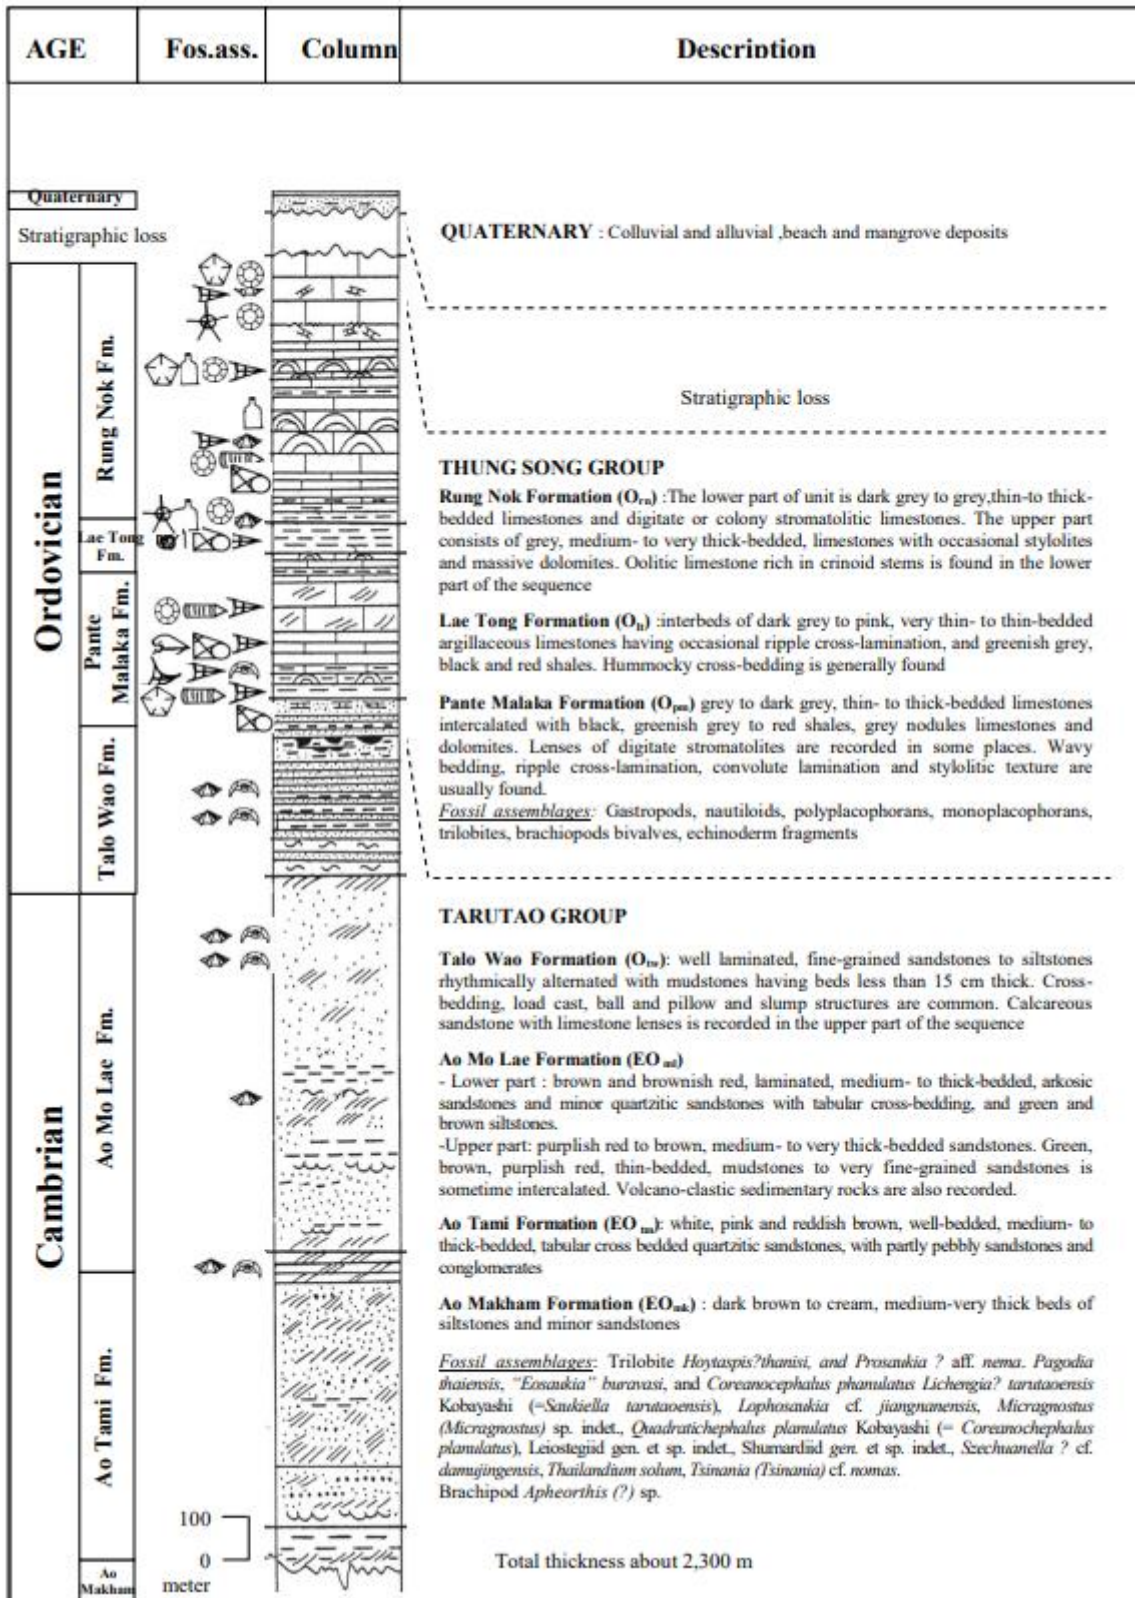 AGE Fos.ass. Column Description
Quaternary
Stratigraphic loss
Ordovician
Rung Nok Fm.
Lae Tong
Fm.
Pante
Malaka Fm.
Talo Wao Fm.
Cambrian
Ao Mo Lae Fm.
Ao Tami Fm.
Ao
Makham
100
0
meter
QUATERNARY : Colluvial and alluvial ,beach and mangrove deposits
Stratigraphic loss
THUNG SONG GROUP
Rung Nok Formation (Orn) :The lower part of unit is dark grey to grey,thin-to thick-
bedded limestones and digitate or colony stromatolitic limestones. The upper part
consists of grey, medium- to very thick-bedded, limestones with occasional stylolites
and massive dolomites. Oolitic limestone rich in crinoid stems is found in the lower
part of the sequence
Lae Tong Formation (Olt) :interbeds of dark grey to pink, very thin- to thin-bedded
argillaceous limestones having occasional ripple cross-lamination, and greenish grey,
black and red shales. Hummocky cross-bedding is generally found
Pante Malaka Formation (Opm) grey to dark grey, thin- to thick-bedded limestones
intercalated with black, greenish grey to red shales, grey nodules limestones and
dolomites. Lenses of digitate stromatolites are recorded in some places. Wavy
bedding, ripple cross-lamination, convolute lamination and stylolitic texture are
usually found.
Fossil assemblages: Gastropods, nautiloids, polyplacophorans, monoplacophorans,
trilobites, brachiopods bivalves, echinoderm fragments
TARUTAO GROUP
Talo Wao Formation (Otw): well laminated, fine-grained sandstones to siltstones
rhythmically alternated with mudstones having beds less than 15 cm thick. Cross-
bedding, load cast, ball and pillow and slump structures are common. Calcareous
sandstone with limestone lenses is recorded in the upper part of the sequence
Ao Mo Lae Formation (EO ml)
- Lower part : brown and brownish red, laminated, medium- to thick-bedded, arkosic
sandstones and minor quartzitic sandstones with tabular cross-bedding, and green and
brown siltstones.
-Upper part: purplish red to brown, medium- to very thick-bedded sandstones. Green,
brown, purplish red, thin-bedded, mudstones to very fine-grained sandstones is
sometime intercalated. Volcano-clastic sedimentary rocks are also recorded.
Ao Tami Formation (EO tm): white, pink and reddish brown, well-bedded, medium- to
thick-bedded, tabular cross bedded quartzitic sandstones, with partly pebbly sandstones and
conglomerates
Ao Makham Formation (EOmk) : dark brown to cream, medium-very thick beds of
siltstones and minor sandstones
Fossil assemblages: Trilobite Hoytaspis?thanisi, and Prosaukia ? aff. nema. Pagodia
thaiensis, "Eosaukia" buravasi, and Coreanocephalus phanulatus Lichengia? tarutaoensis
Kobayashi (=Saukiella tarutaoensis), Lophosaukia cf. jiangnanensis, Micragnostus
(Micragnostus) sp. indet., Quadratichephalus planulatus Kobayashi (= Coreanochephalus
planulatus), Leiostegiid gen. et sp. indet., Shumardiid gen. et sp. indet., Szechuanella ? cf.
damujingensis, Thailandium solum, Tsinania (Tsinania) cf. nomas.
Brachipod Apheorthis (?) sp.
Total thickness about 2,300 m